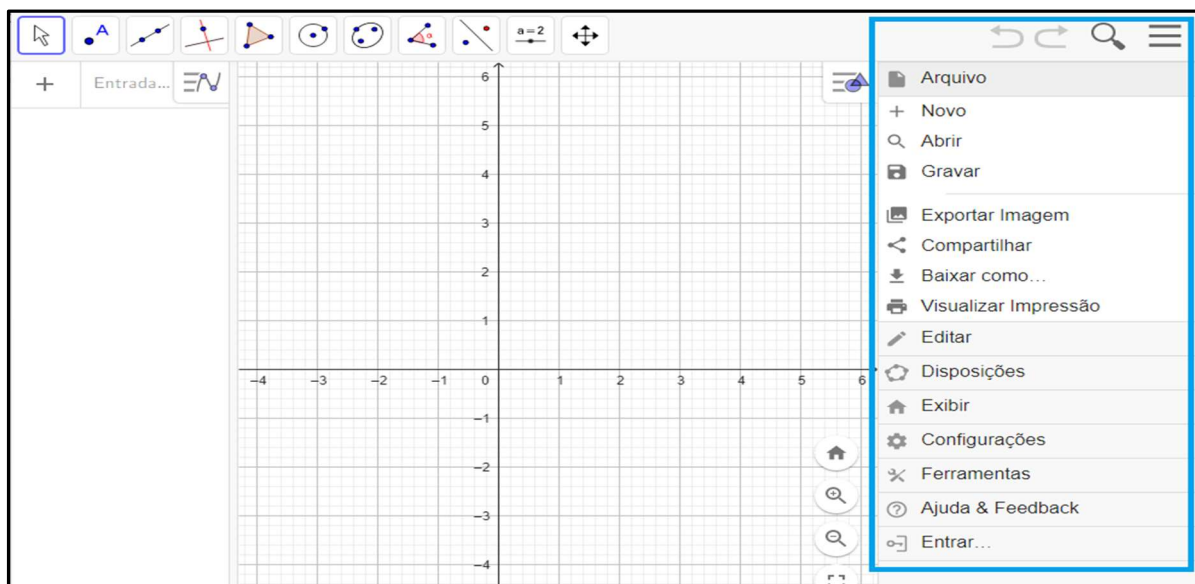 A
a=2
+ Entrada...
Arquivo
+ Novo
Abrir
Gravar
Exportar Imagem
Compartilhar
Baixar como...
Visualizar Impressão
Editar
Disposições
Exibir
Configurações
Ferramentas
Ajuda & Feedback
Entrar...
6
5
4
3
2
1
−4 −3 −2 −1 0 1 2 3 4 5 6
−1
−2
−3
−4